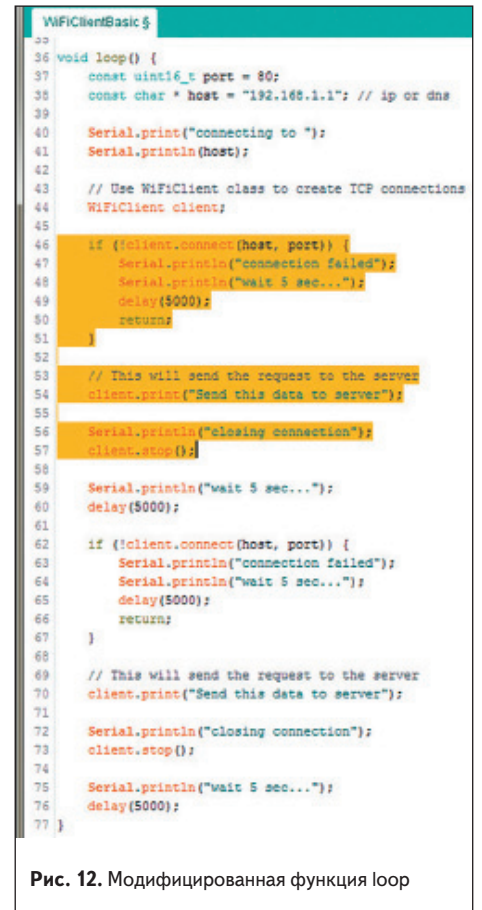 WiFiClientBasic §
35
36 void loop() {
37 const uint16_t port = 80;
38 const char * host = "192.168.1.1"; // ip or dns
39
40 Serial.print("connecting to ");
41 Serial.println(host);
42
43 // Use WiFiClient class to create TCP connections
44 WiFiClient client;
45
46 if (!client.connect(host, port)) {
47 Serial.println("connection failed");
48 Serial.println("wait 5 sec...");
49 delay(5000);
50 return;
51 }
52
53 // This will send the request to the server
54 client.print("Send this data to server");
55
56 Serial.println("closing connection");
57 client.stop();
58
59 Serial.println("wait 5 sec...");
60 delay(5000);
61
62 if (!client.connect(host, port)) {
63 Serial.println("connection failed");
64 Serial.println("wait 5 sec...");
65 delay(5000);
66 return;
67 }
68
69 // This will send the request to the server
70 client.print("Send this data to server");
71
72 Serial.println("closing connection");
73 client.stop();
74
75 Serial.println("wait 5 sec...");
76 delay(5000);
77 }
Рис. 12. Модифицированная функция loop